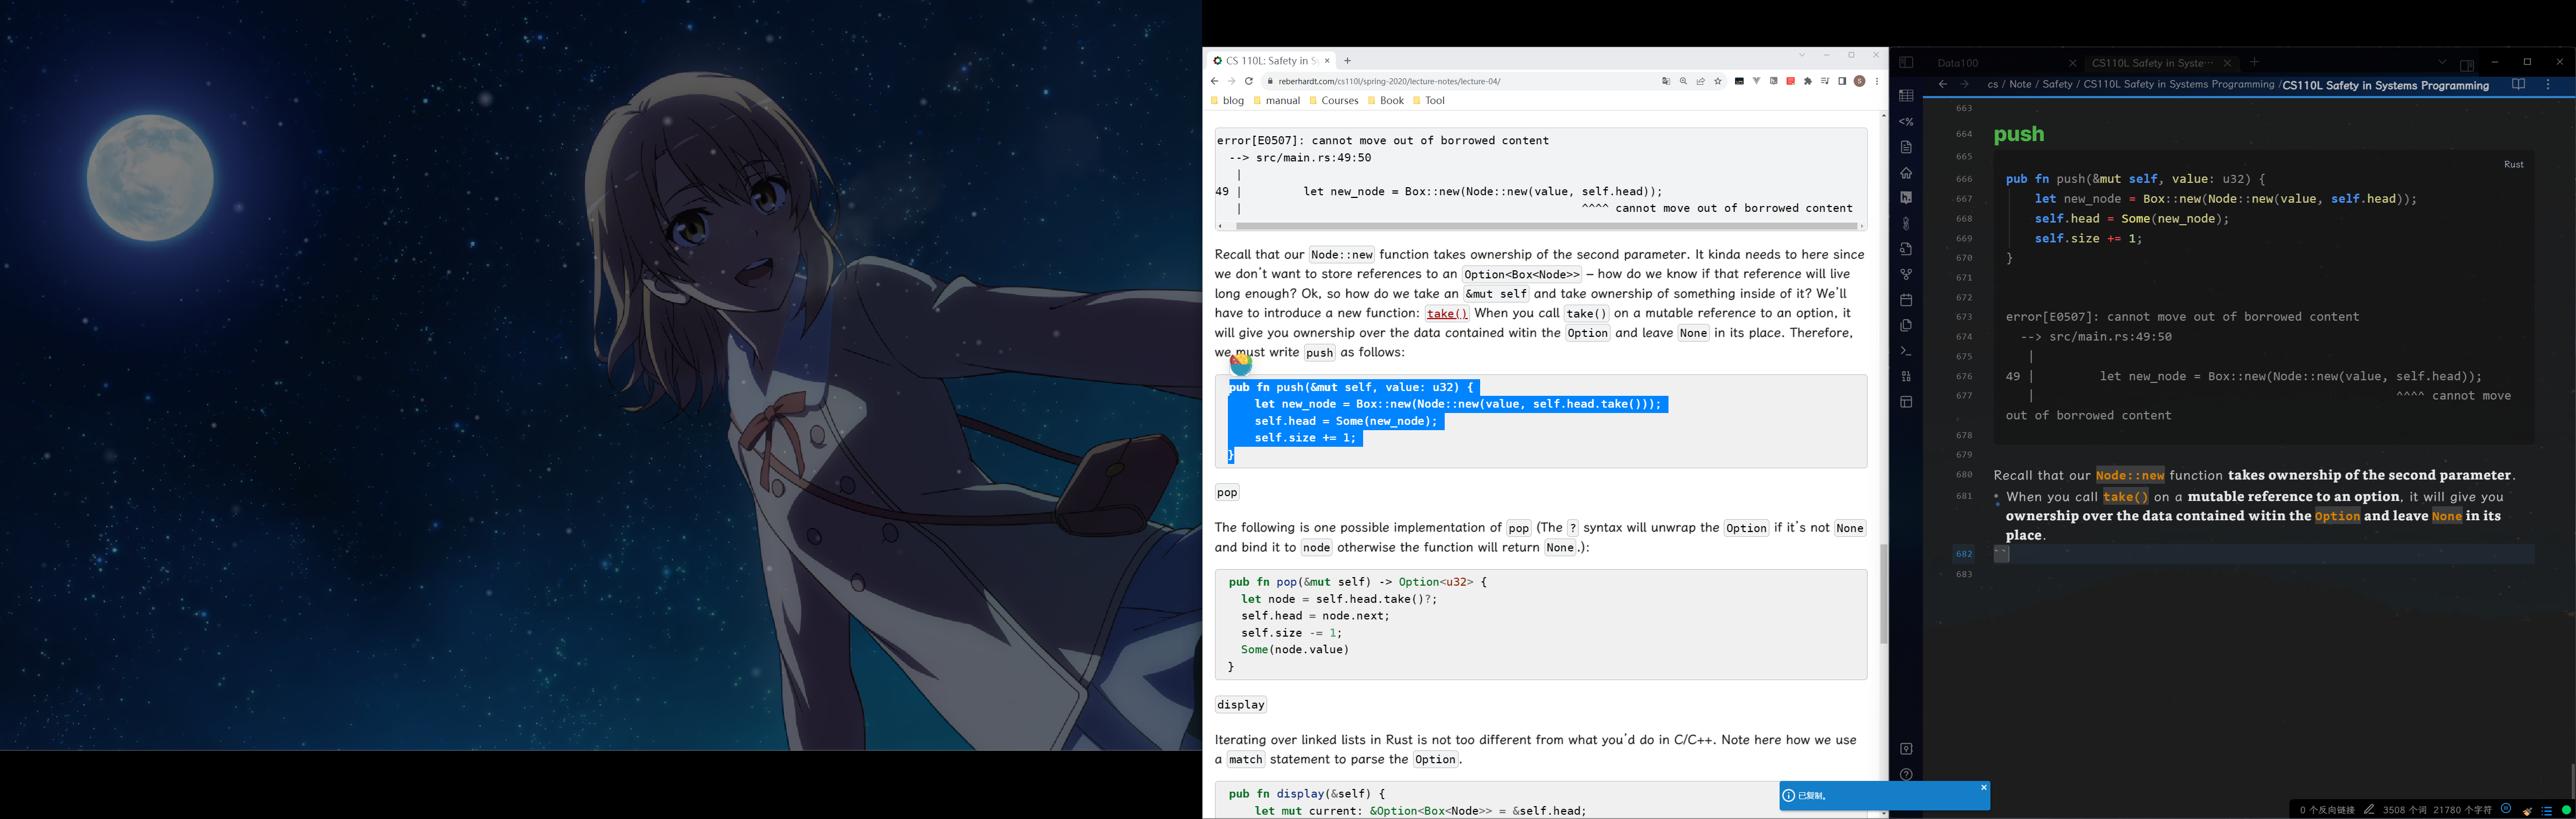 CS 110L: Safety in S
reberhardt.com/cs110l/spring-2020/lecture-notes/lecture-04/
blog manual Courses Book Tool
error[E0507]: cannot move out of borrowed content
--> src/main.rs:49:50
|
49 | let new_node = Box::new(Node::new(value, self.head));
| ^^^^ cannot move out of borrowed content
Recall that our Node::new function takes ownership of the second parameter. It kinda needs to here since
we don't want to store references to an Option<Box<Node>> – how do we know if that reference will live
long enough? Ok, so how do we take an &mut self and take ownership of something inside of it? We'll
have to introduce a new function: take() When you call take() on a mutable reference to an option, it
will give you ownership over the data contained witin the Option and leave None in its place. Therefore,
we must write push as follows:
pub fn push(&mut self, value: u32) {
let new_node = Box::new(Node::new(value, self.head.take()));
self.head = Some(new_node);
self.size += 1;
}
pop
The following is one possible implementation of pop (The ? syntax will unwrap the Option if it's not None
and bind it to node otherwise the function will return None.):
pub fn pop(&mut self) -> Option<u32> {
let node = self.head.take()?;
self.head = node.next;
self.size -= 1;
Some(node.value)
}
display
Iterating over linked lists in Rust is not too different from what you'd do in C/C++. Note here how we use
a match statement to parse the Option.
pub fn display(&self) {
let mut current: &Option<Box<Node>> = &self.head;
已复制。
Data100 CS110L Safety in Syste···
cs / Note / Safety / CS110L Safety in Systems Programming / CS110L Safety in Systems Programming
663
664 push
665
Rust
666 pub fn push(&mut self, value: u32) {
667 let new_node = Box::new(Node::new(value, self.head));
668 self.head = Some(new_node);
669 self.size += 1;
670 }
671
672
673 error[E0507]: cannot move out of borrowed content
674 --> src/main.rs:49:50
675 |
676 49 | let new_node = Box::new(Node::new(value, self.head));
677 | ^^^^ cannot move
out of borrowed content
678
679
680 Recall that our Node::new function takes ownership of the second parameter.
681 • When you call take() on a mutable reference to an option, it will give you
ownership over the data contained witin the Option and leave None in its
place.
682 ``
683
0 个反向链接 3508 个词 21780 个字符